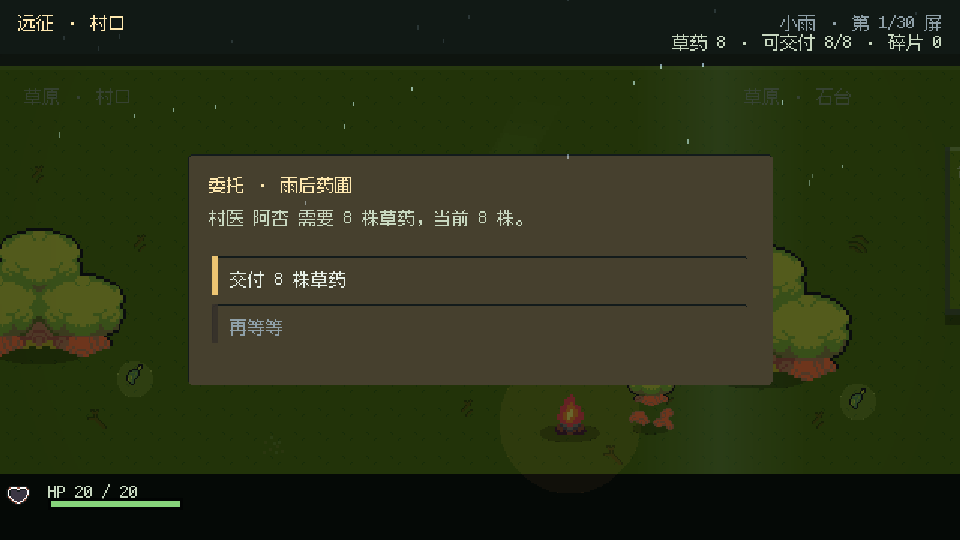 远征 · 村口
小雨 · 第 1/30 屏
草药 8 · 可交付 8/8 · 碎片 0
草原 · 村口
草原 · 石台
委托 · 雨后药圃
村医 阿杏 需要 8 株草药，当前 8 株。
交付 8 株草药
再等等
HP 20 / 20